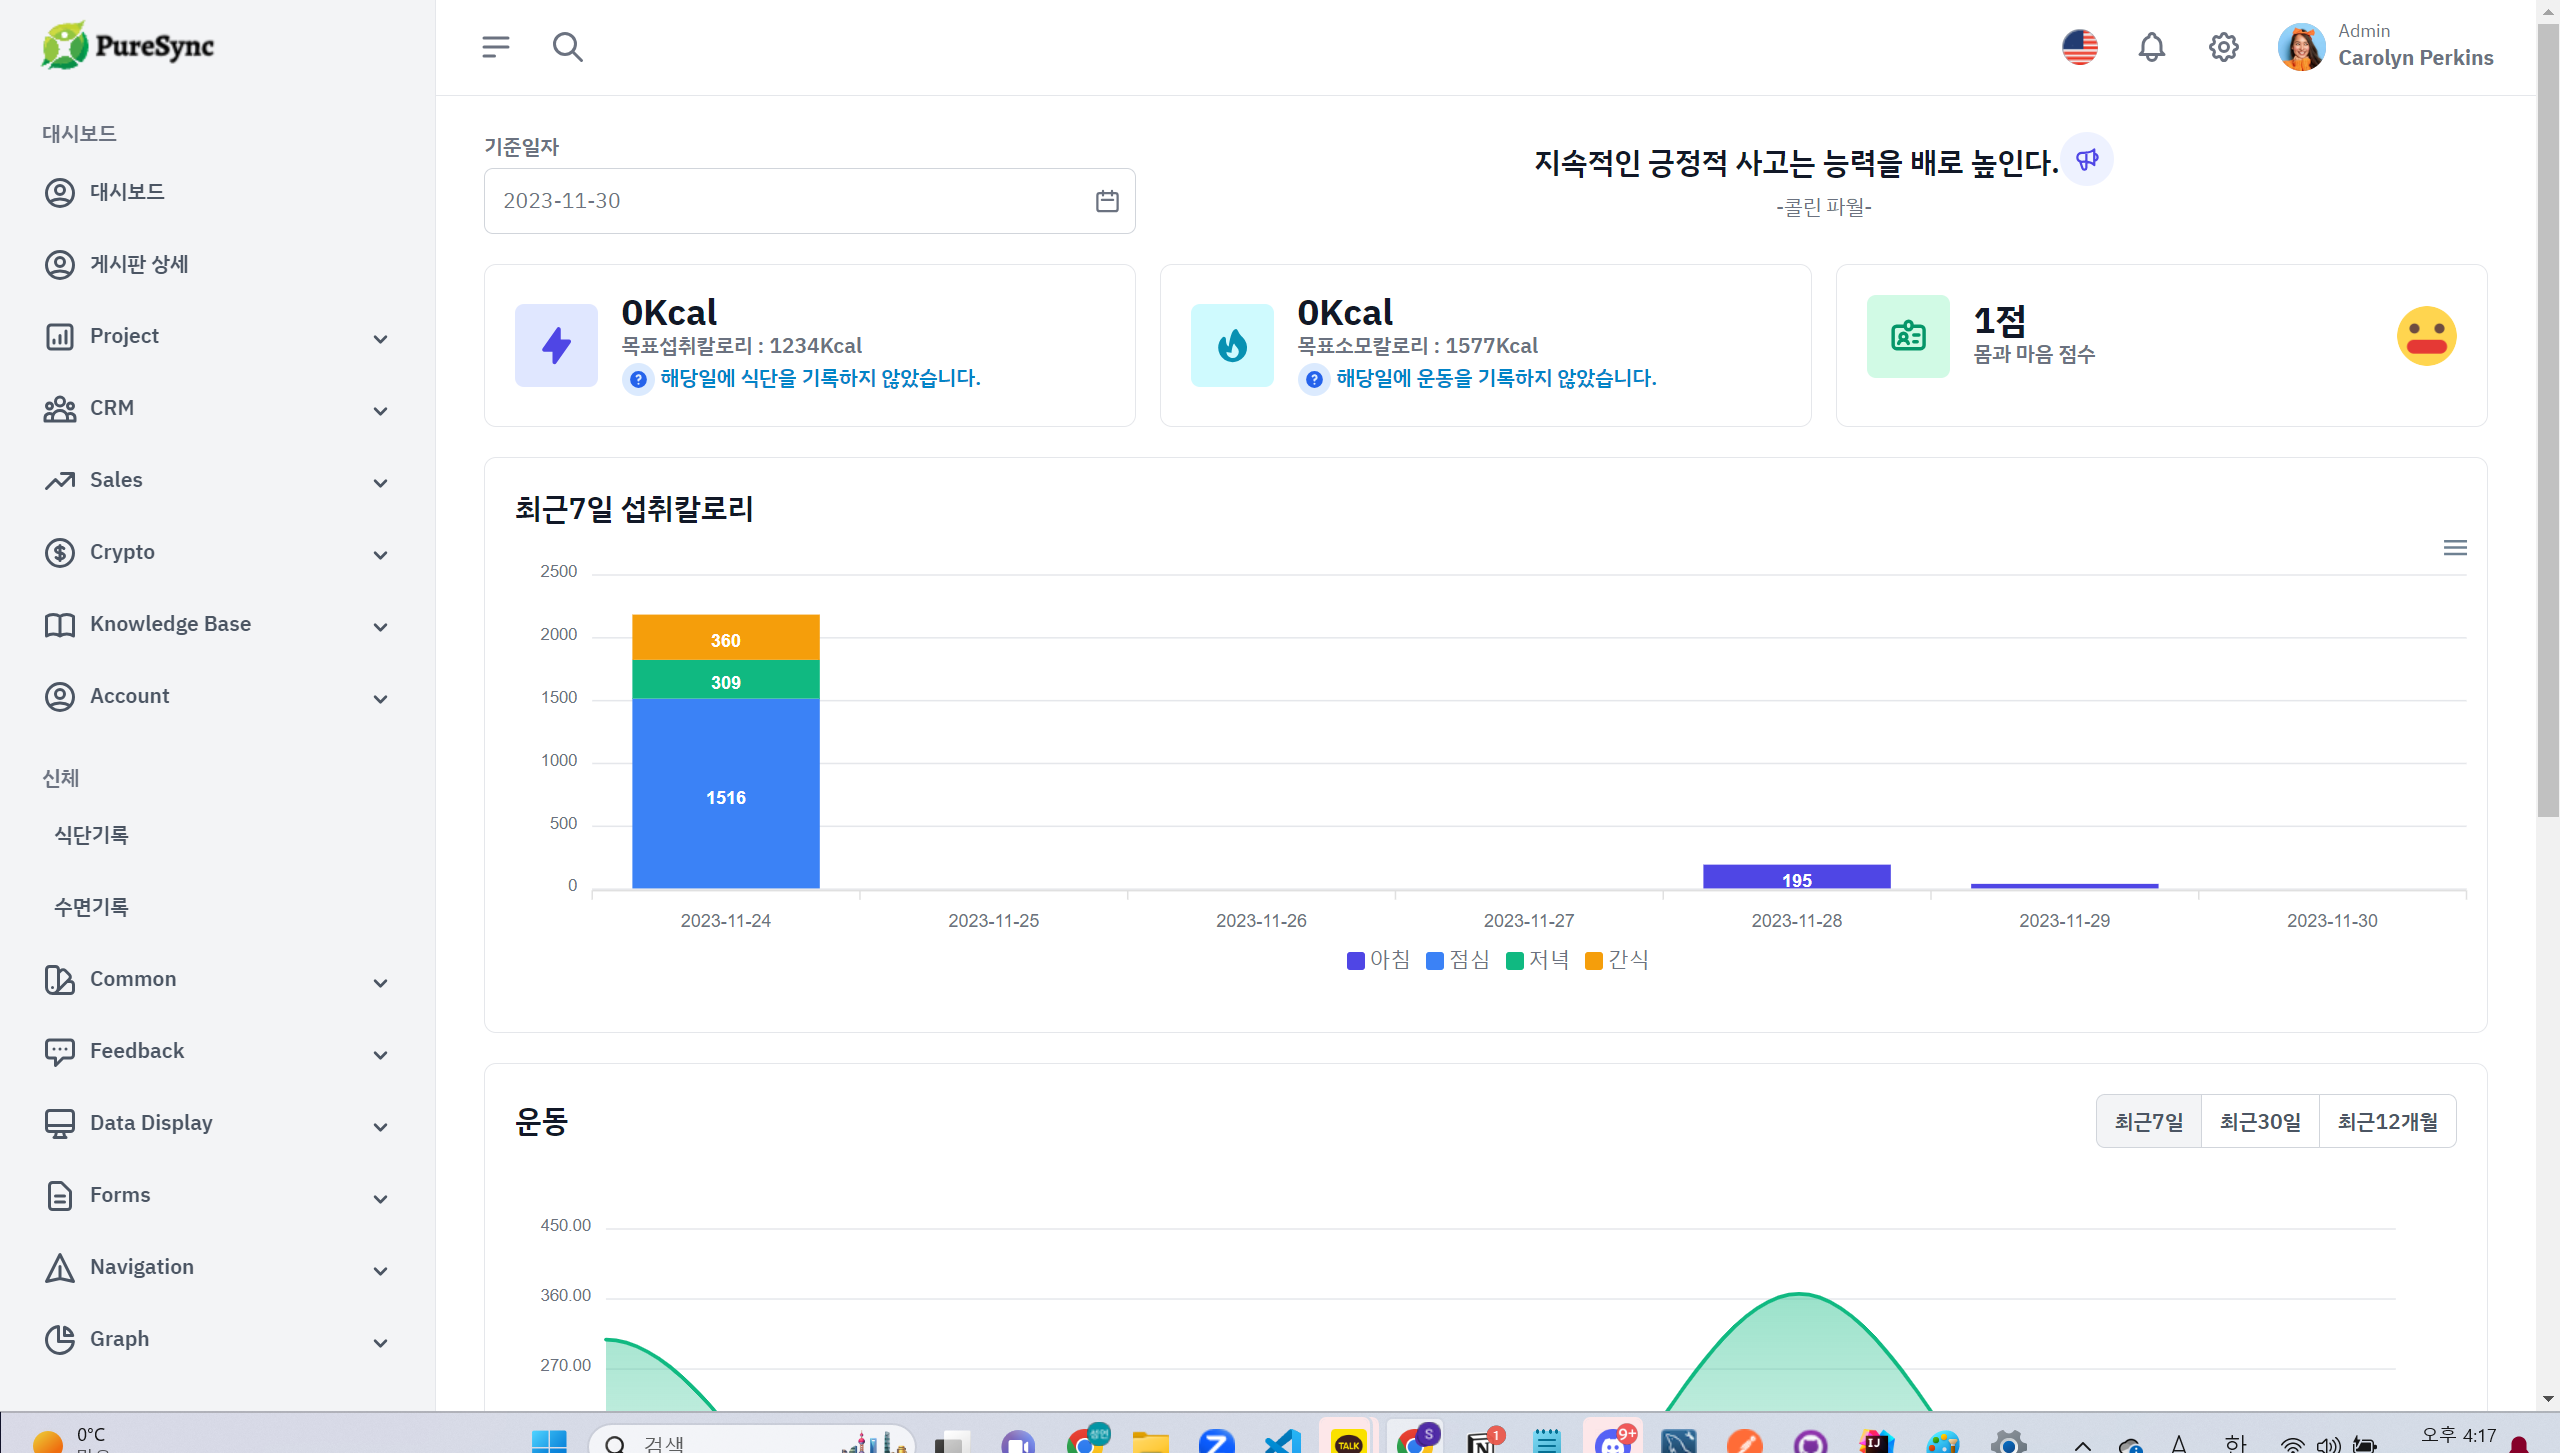 PureSync
Admin
Carolyn Perkins
대시보드
대시보드
게시판 상세
Project
CRM
Sales
Crypto
Knowledge Base
Account
신체
식단기록
수면기록
Common
Feedback
Data Display
Forms
Navigation
Graph
기준일자
2023-11-30
지속적인 긍정적 사고는 능력을 배로 높인다.
-콜린 파월-
0Kcal
목표섭취칼로리 : 1234Kcal
해당일에 식단을 기록하지 않았습니다.
0Kcal
목표소모칼로리 : 1577Kcal
해당일에 운동을 기록하지 않았습니다.
1점
몸과 마음 점수
최근7일 섭취칼로리
2500
2000
1500
1000
500
0
360
309
1516
195
2023-11-24 2023-11-25 2023-11-26 2023-11-27 2023-11-28 2023-11-29 2023-11-30
아침 점심 저녁 간식
운동
최근7일 최근30일 최근12개월
450.00
360.00
270.00
0°C
검색
TALK
S
1
9+
IJ
A
한
오후 4:17